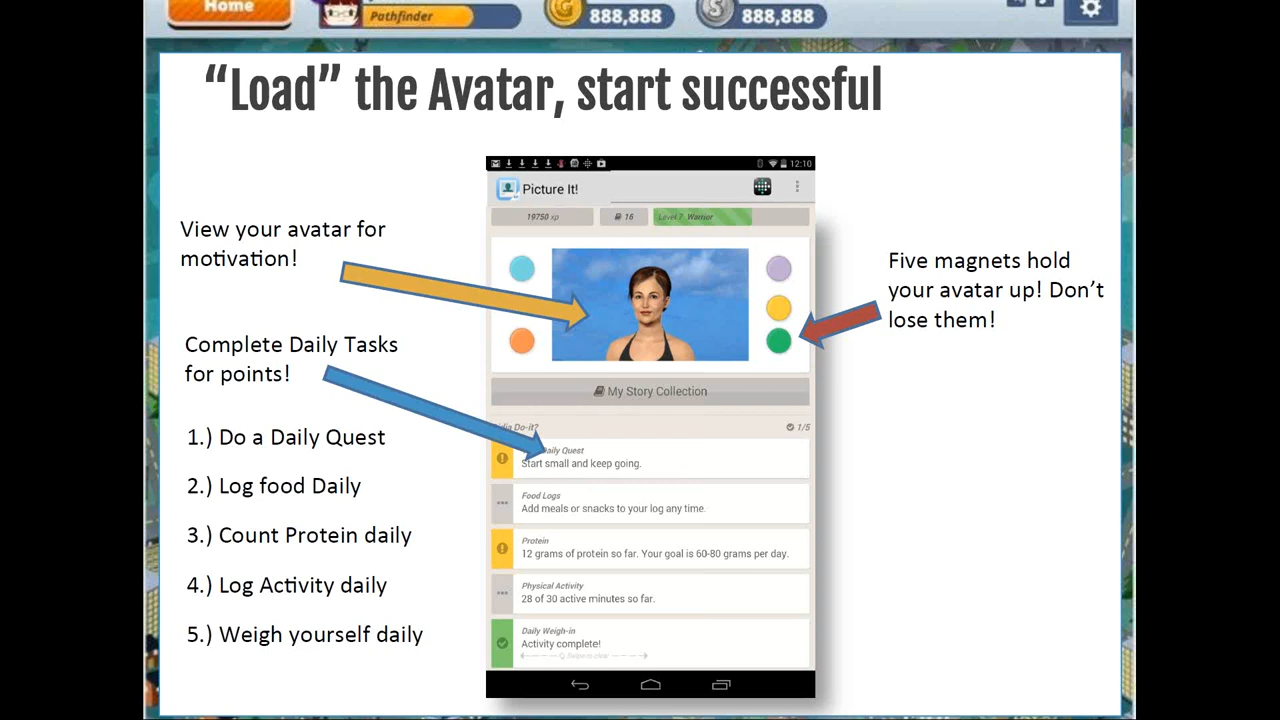 Home
Pathfinder
G 888,888
S 888,888
“Load” the Avatar, start successful
12:10
Picture It!
19750 xp
16
Level 7 Warrior
View your avatar for
motivation!
Five magnets hold
your avatar up! Don’t
lose them!
Complete Daily Tasks
for points!
My Story Collection
Do-it?
1/5
1.) Do a Daily Quest
2.) Log food Daily
3.) Count Protein daily
4.) Log Activity daily
5.) Weigh yourself daily
Daily Quest
Start small and keep going.
Food Logs
Add meals or snacks to your log any time.
Protein
12 grams of protein so far. Your goal is 60-80 grams per day.
Physical Activity
28 of 30 active minutes so far.
Daily Weigh-in
Activity complete!
Swipe to clear